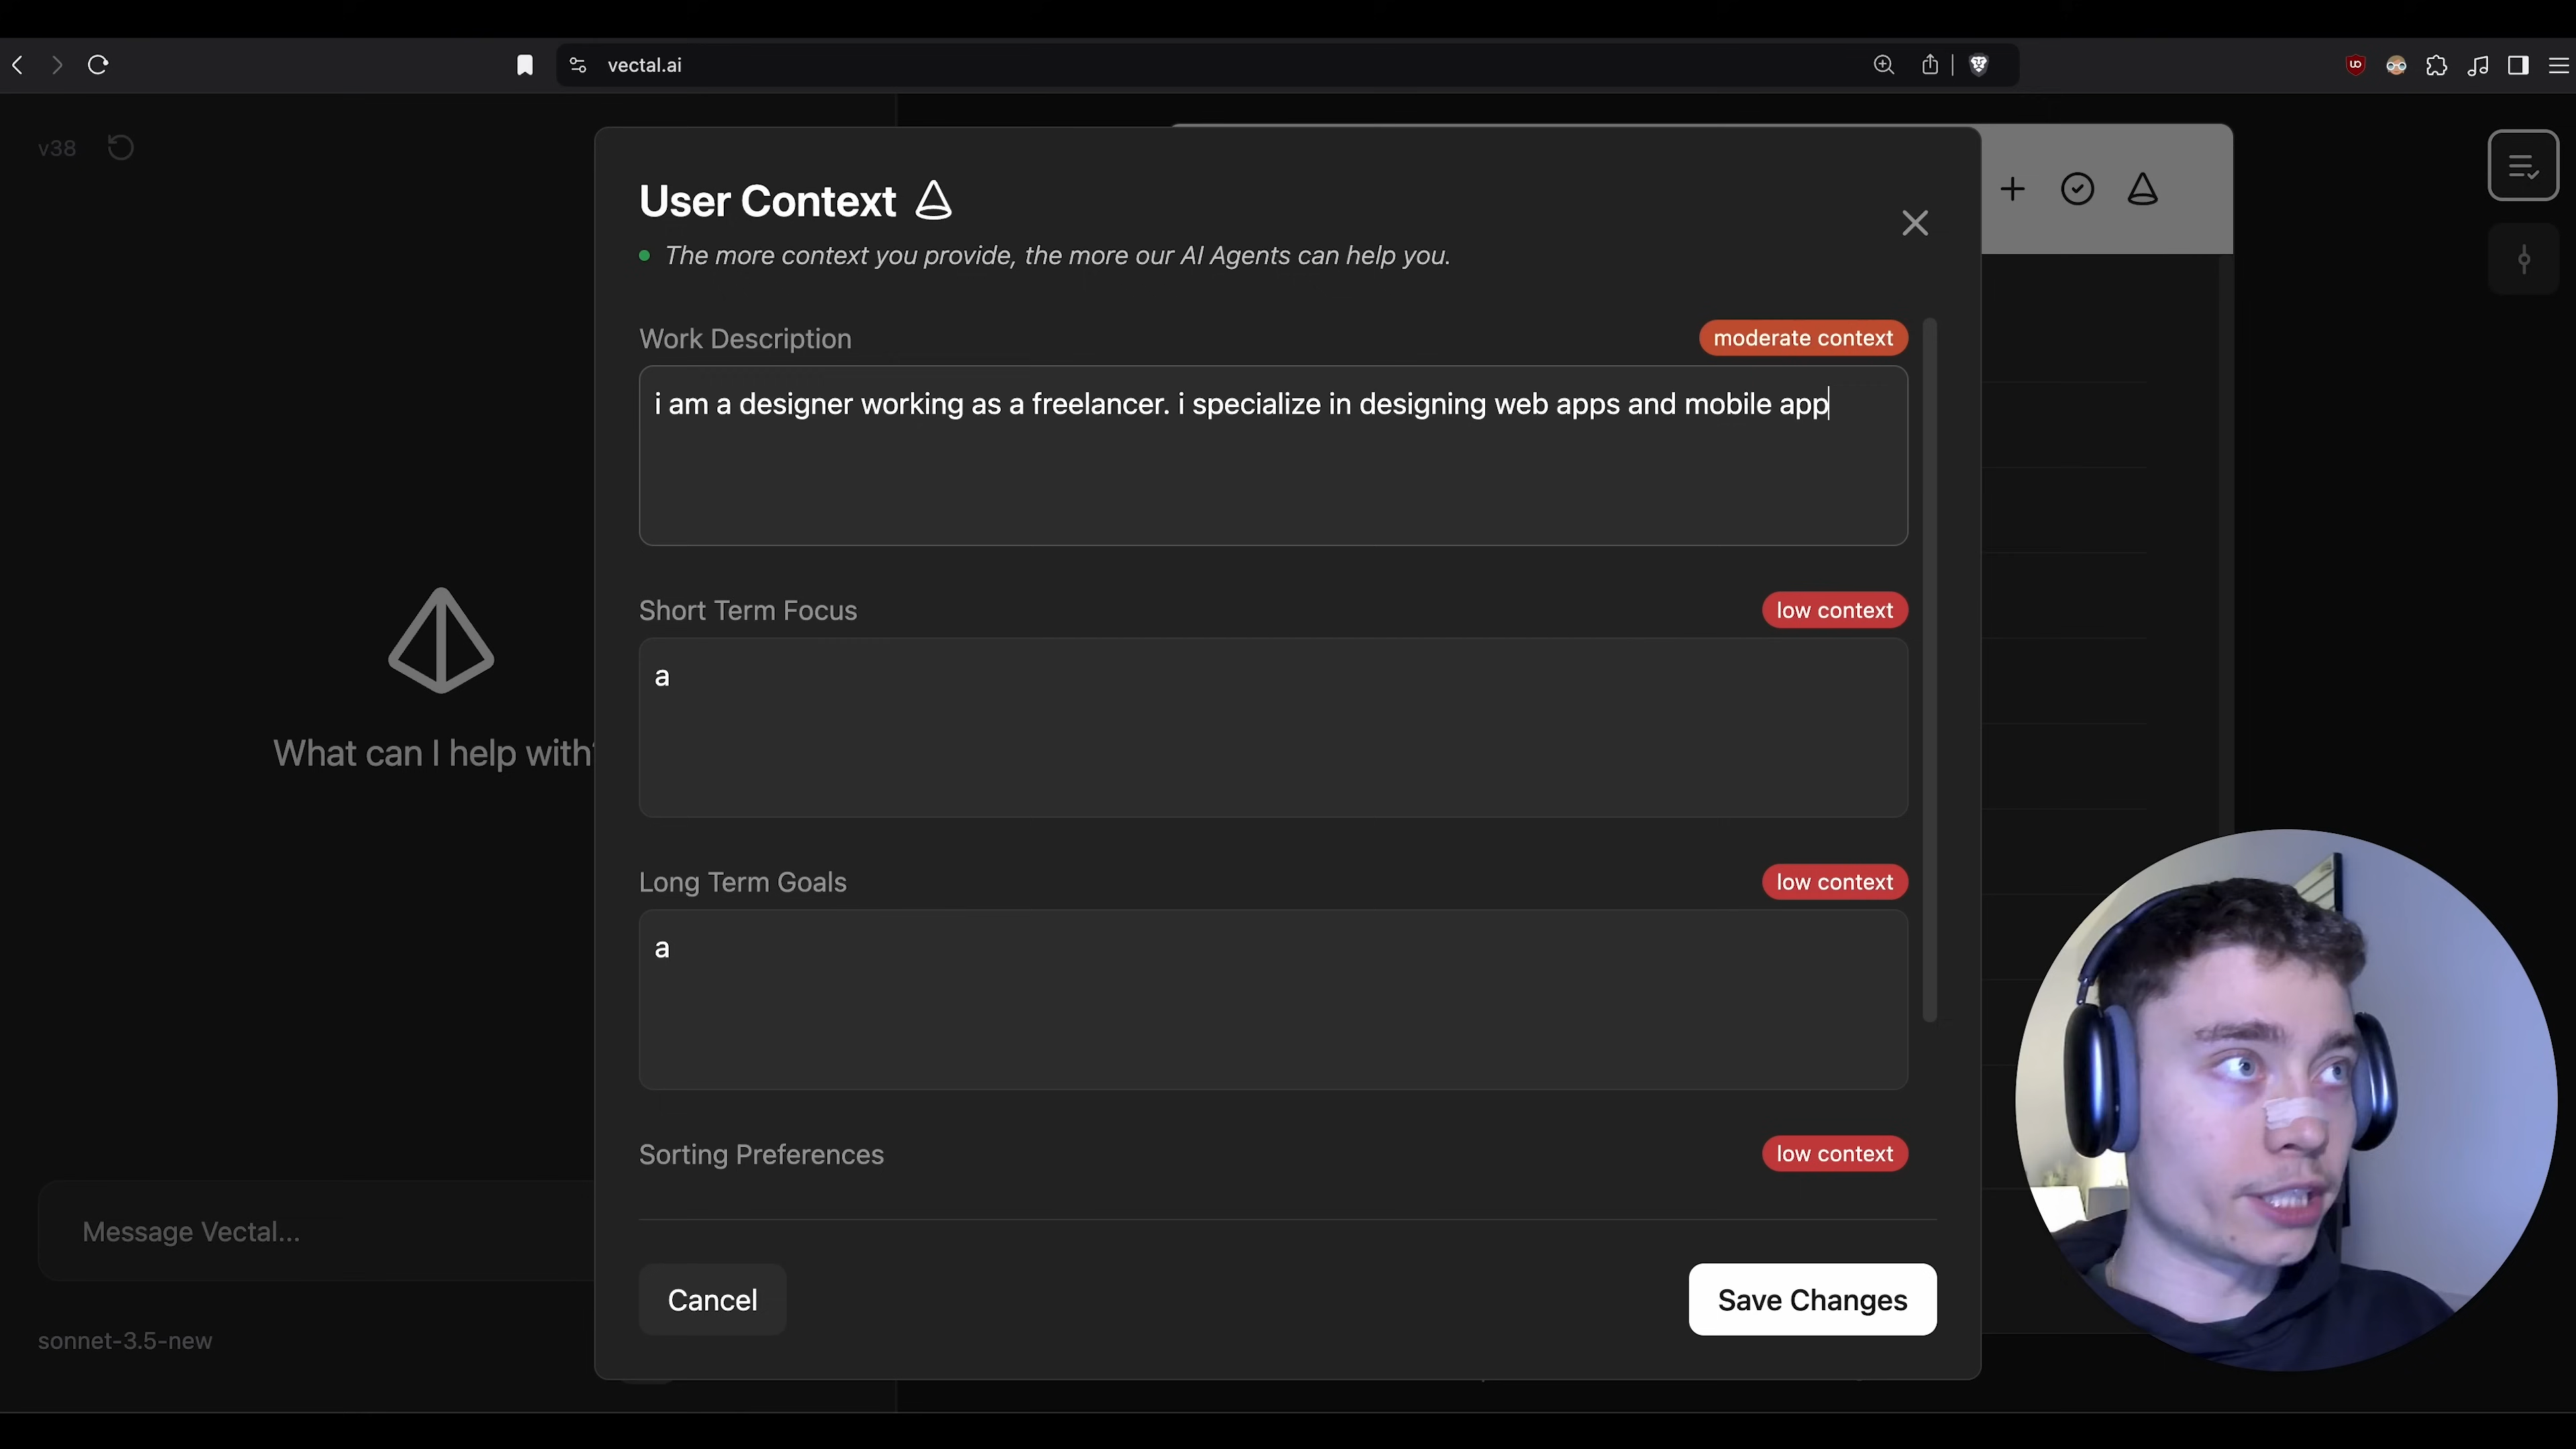 vectal.ai
v38
User Context
The more context you provide, the more our AI Agents can help you.
Work Description
moderate context
i am a designer working as a freelancer. i specialize in designing web apps and mobile app
Short Term Focus
low context
a
What can I help with
Long Term Goals
low context
a
Sorting Preferences
low context
Message Vectal...
Cancel
Save Changes
sonnet-3.5-new